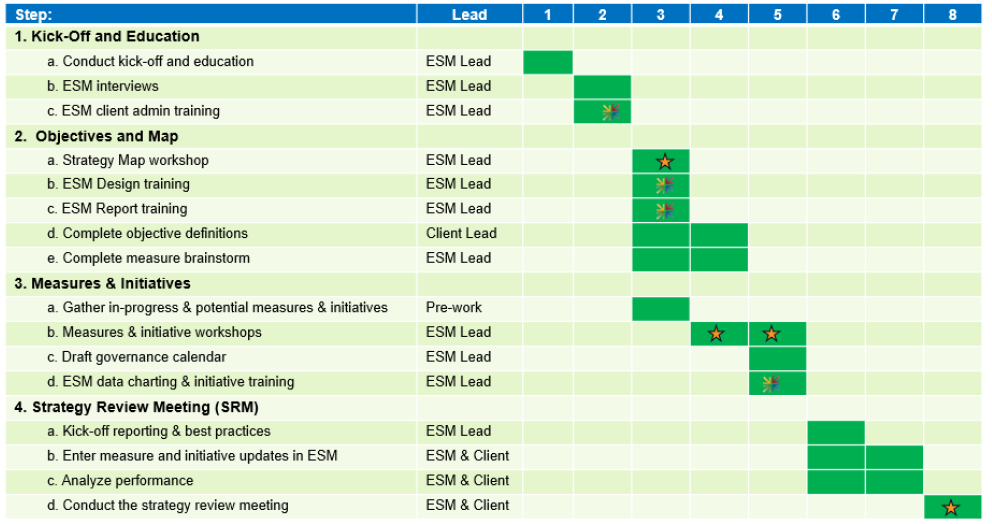 Step: Lead 1 2 3 4 5 6 7 8
1. Kick-Off and Education
a. Conduct kick-off and education ESM Lead
b. ESM interviews ESM Lead
c. ESM client admin training ESM Lead
2. Objectives and Map
a. Strategy Map workshop ESM Lead
b. ESM Design training ESM Lead
c. ESM Report training ESM Lead
d. Complete objective definitions Client Lead
e. Complete measure brainstorm ESM Lead
3. Measures & Initiatives
a. Gather in-progress & potential measures & initiatives Pre-work
b. Measures & initiative workshops ESM Lead
c. Draft governance calendar ESM Lead
d. ESM data charting & initiative training ESM Lead
4. Strategy Review Meeting (SRM)
a. Kick-off reporting & best practices ESM Lead
b. Enter measure and initiative updates in ESM ESM & Client
c. Analyze performance ESM & Client
d. Conduct the strategy review meeting ESM & Client